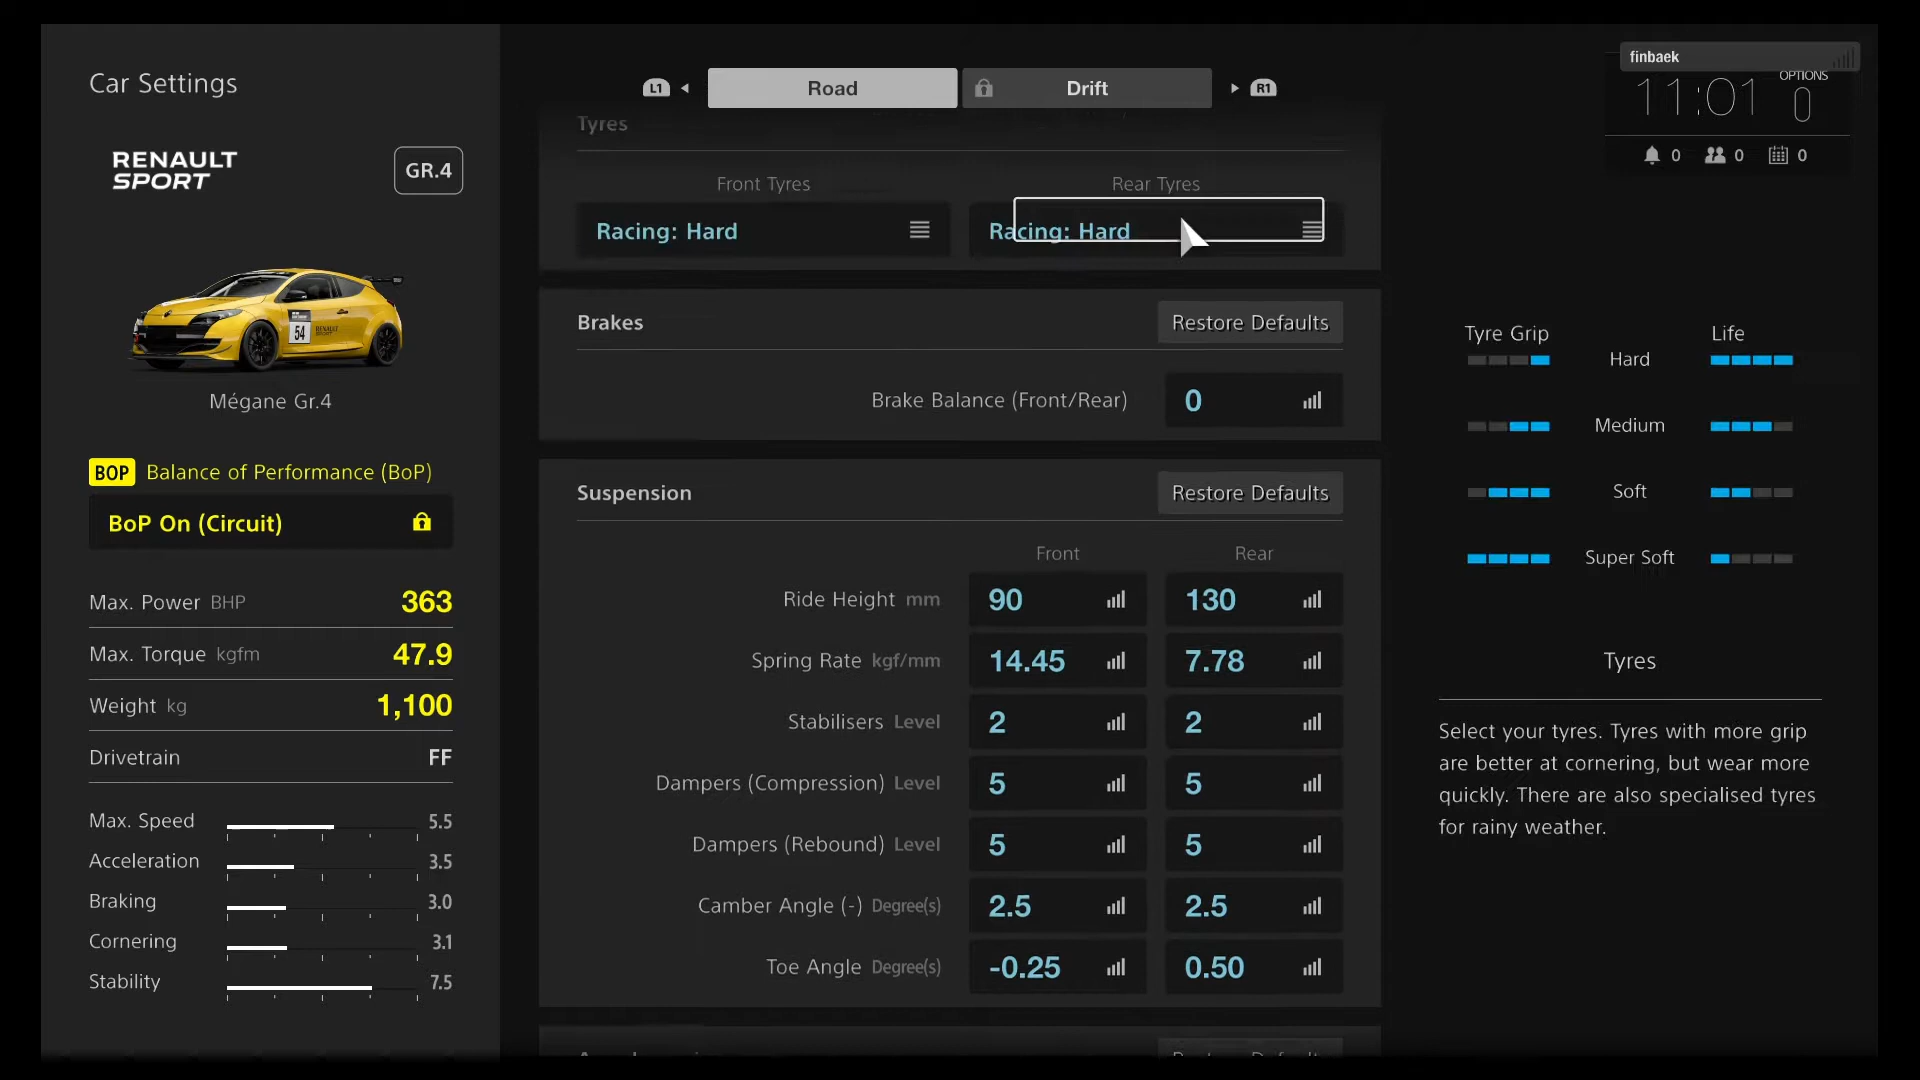 Car Settings
RENAULT
SPORT
GR.4
54
Mégane Gr.4
BOP Balance of Performance (BoP)
BoP On (Circuit)
Max. Power BHP 363
Max. Torque kgfm 47.9
Weight kg 1,100
Drivetrain FF
Max. Speed 5.5
Acceleration 3.5
Braking 3.0
Cornering 3.1
Stability 7.5
L1 Road Drift R1
Tyres
Front Tyres Rear Tyres
Racing: Hard Racing: Hard
Brakes Restore Defaults
Brake Balance (Front/Rear) 0
Suspension Restore Defaults
Front Rear
Ride Height mm 90 130
Spring Rate kgf/mm 14.45 7.78
Stabilisers Level 2 2
Dampers (Compression) Level 5 5
Dampers (Rebound) Level 5 5
Camber Angle (-) Degree(s) 2.5 2.5
Toe Angle Degree(s) -0.25 0.50
Restore Defaults
finbaek
11:01 OPTIONS
0 0 0
Tyre Grip Life
Hard
Medium
Soft
Super Soft
Tyres
Select your tyres. Tyres with more grip
are better at cornering, but wear more
quickly. There are also specialised tyres
for rainy weather.